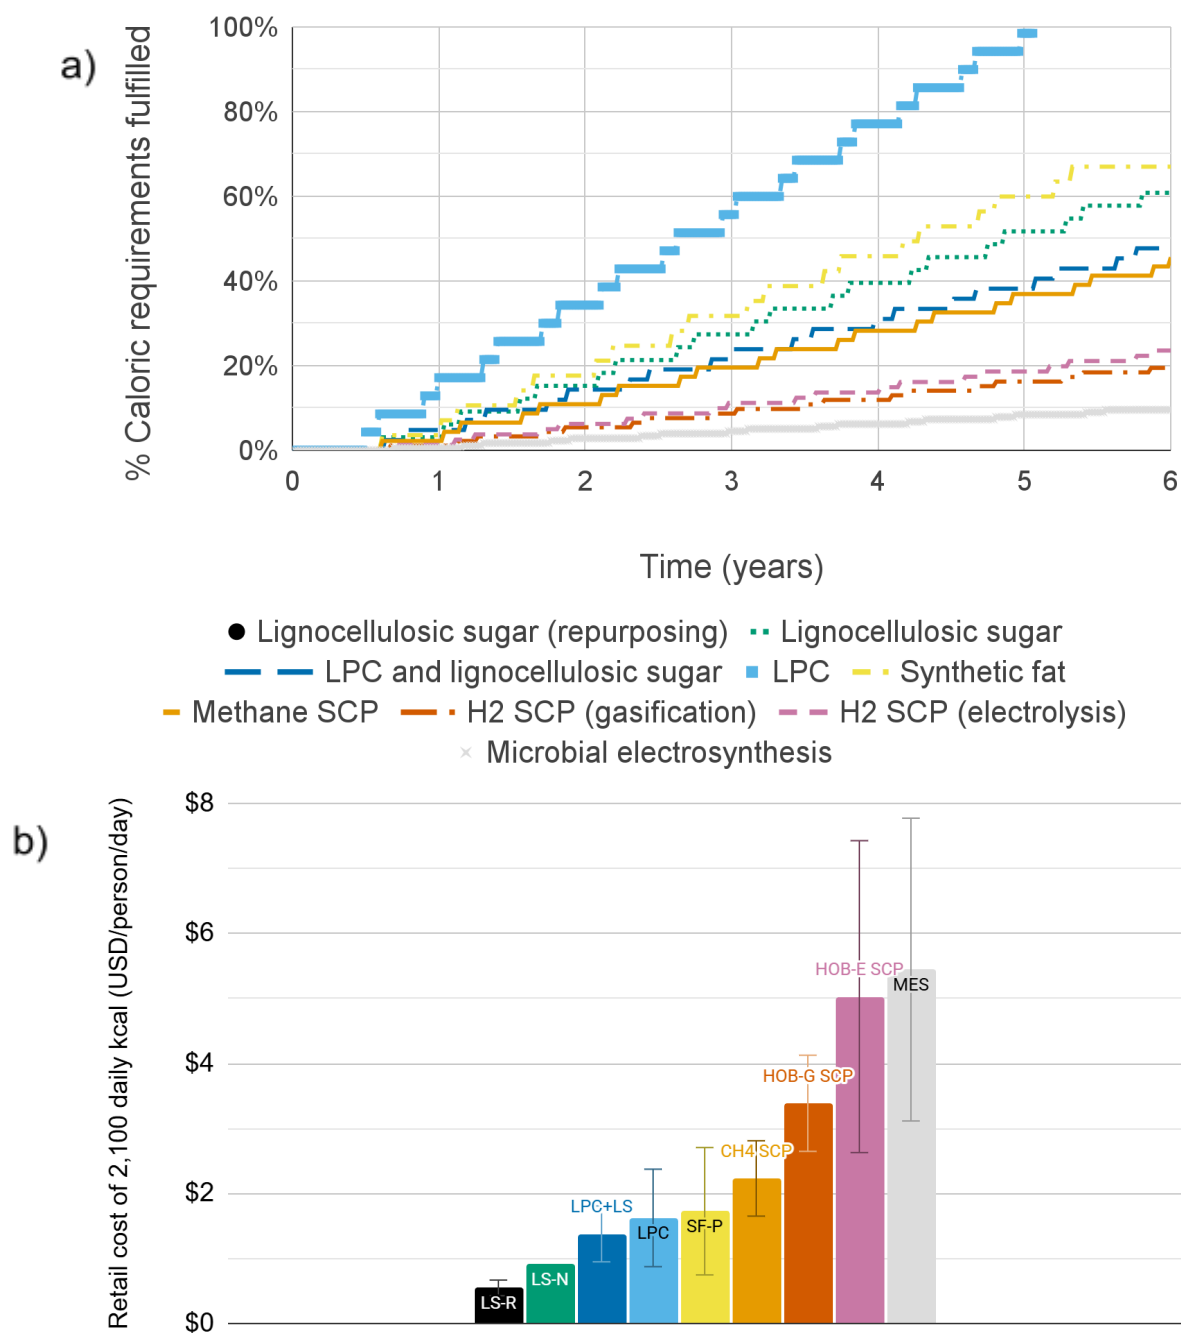 a)
% Caloric requirements fulfilled
100%
80%
60%
40%
20%
0%
0 1 2 3 4 5 6
Time (years)
Lignocellulosic sugar (repurposing) Lignocellulosic sugar
LPC and lignocellulosic sugar LPC Synthetic fat
Methane SCP H2 SCP (gasification) H2 SCP (electrolysis)
Microbial electrosynthesis
b)
Retail cost of 2,100 daily kcal (USD/person/day)
$8
$6
$4
$2
$0
LS-R
LS-N
LPC+LS
LPC
SF-P
CH4 SCP
HOB-G SCP
HOB-E SCP
MES